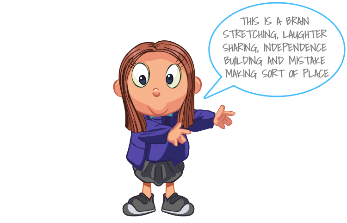 THIS IS A BRAIN
STRETCHING, LAUGHTER
SHARING, INDEPENDENCE
BUILDING AND MISTAKE
MAKING SORT OF PLACE